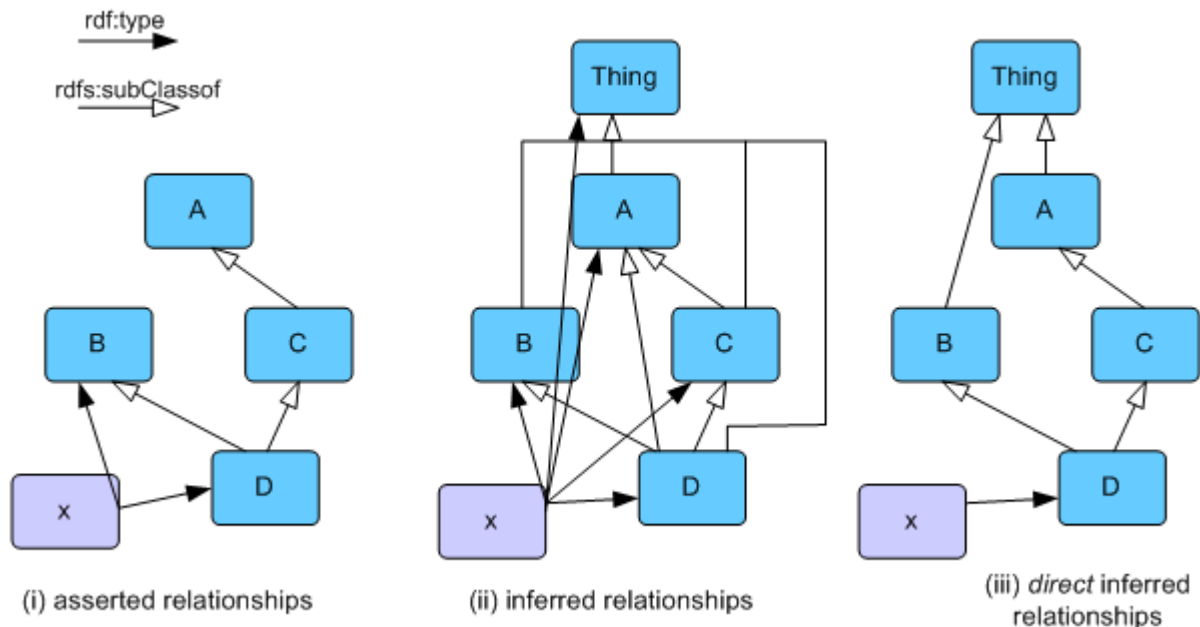 rdf:type
rdfs:subClassof
A
B
C
D
x
(i) asserted relationships
Thing
A
B
C
D
x
(ii) inferred relationships
Thing
A
B
C
D
x
(iii) direct inferred
relationships